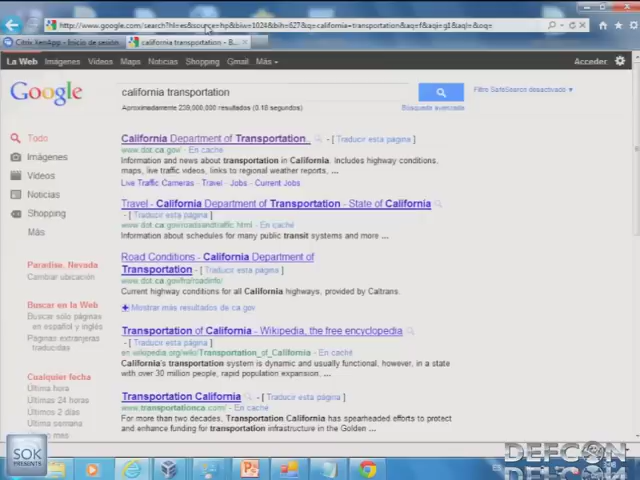 http://www.google.com/search?hl=es&source=hp&biw=1024&bih=627&q=california+transportation&aq=f&aqi=g1&aql=&oq=
Citrix XenApp - Inicio de sesión
california transportation - B...
La Web Imágenes Vídeos Maps Noticias Shopping Gmail Más
Acceder
Google
california transportation
Filtro SafeSearch desactivado
Aproximadamente 239,000,000 resultados (0.18 segundos)
Búsqueda avanzada
Todo
Imágenes
Vídeos
Noticias
Shopping
Más
Paradise, Nevada
Cambiar ubicación
Buscar en la Web
Buscar sólo páginas
en español y inglés
Páginas extranjeras
traducidas
Cualquier fecha
Última hora
Últimas 24 horas
Últimos 2 días
Última semana
Último mes
California Department of Transportation - [ Traducir esta página ]
www.dot.ca.gov/ - En caché
Information and news about transportation in California. Includes highway conditions,
maps, live traffic videos, links to regional weather reports, ...
Live Traffic Cameras - Travel - Jobs - Current Jobs
Travel - California Department of Transportation - State of California
- [ Traducir esta página ]
www.dot.ca.gov/roadsandtraffic.html - En caché
Information about schedules for many public transit systems and more ...
Road Conditions - California Department of
Transportation - [ Traducir esta página ]
www.dot.ca.gov/hq/roadinfo/
Current highway conditions for all California highways, provided by Caltrans.
Mostrar más resultados de ca.gov
Transportation of California - Wikipedia, the free encyclopedia
- [ Traducir esta página ]
en.wikipedia.org/wiki/Transportation_of_California - En caché
California's transportation system is dynamic and usually functional, however, in a state
with over 30 million people, rapid population expansion, ...
Transportation California - [ Traducir esta página ]
www.transportationca.com/ - En caché
For more than two decades, Transportation California has spearheaded efforts to protect
and enhance funding for transportation infrastructure in the Golden ...
SOK
PRESENTS
DEFCON